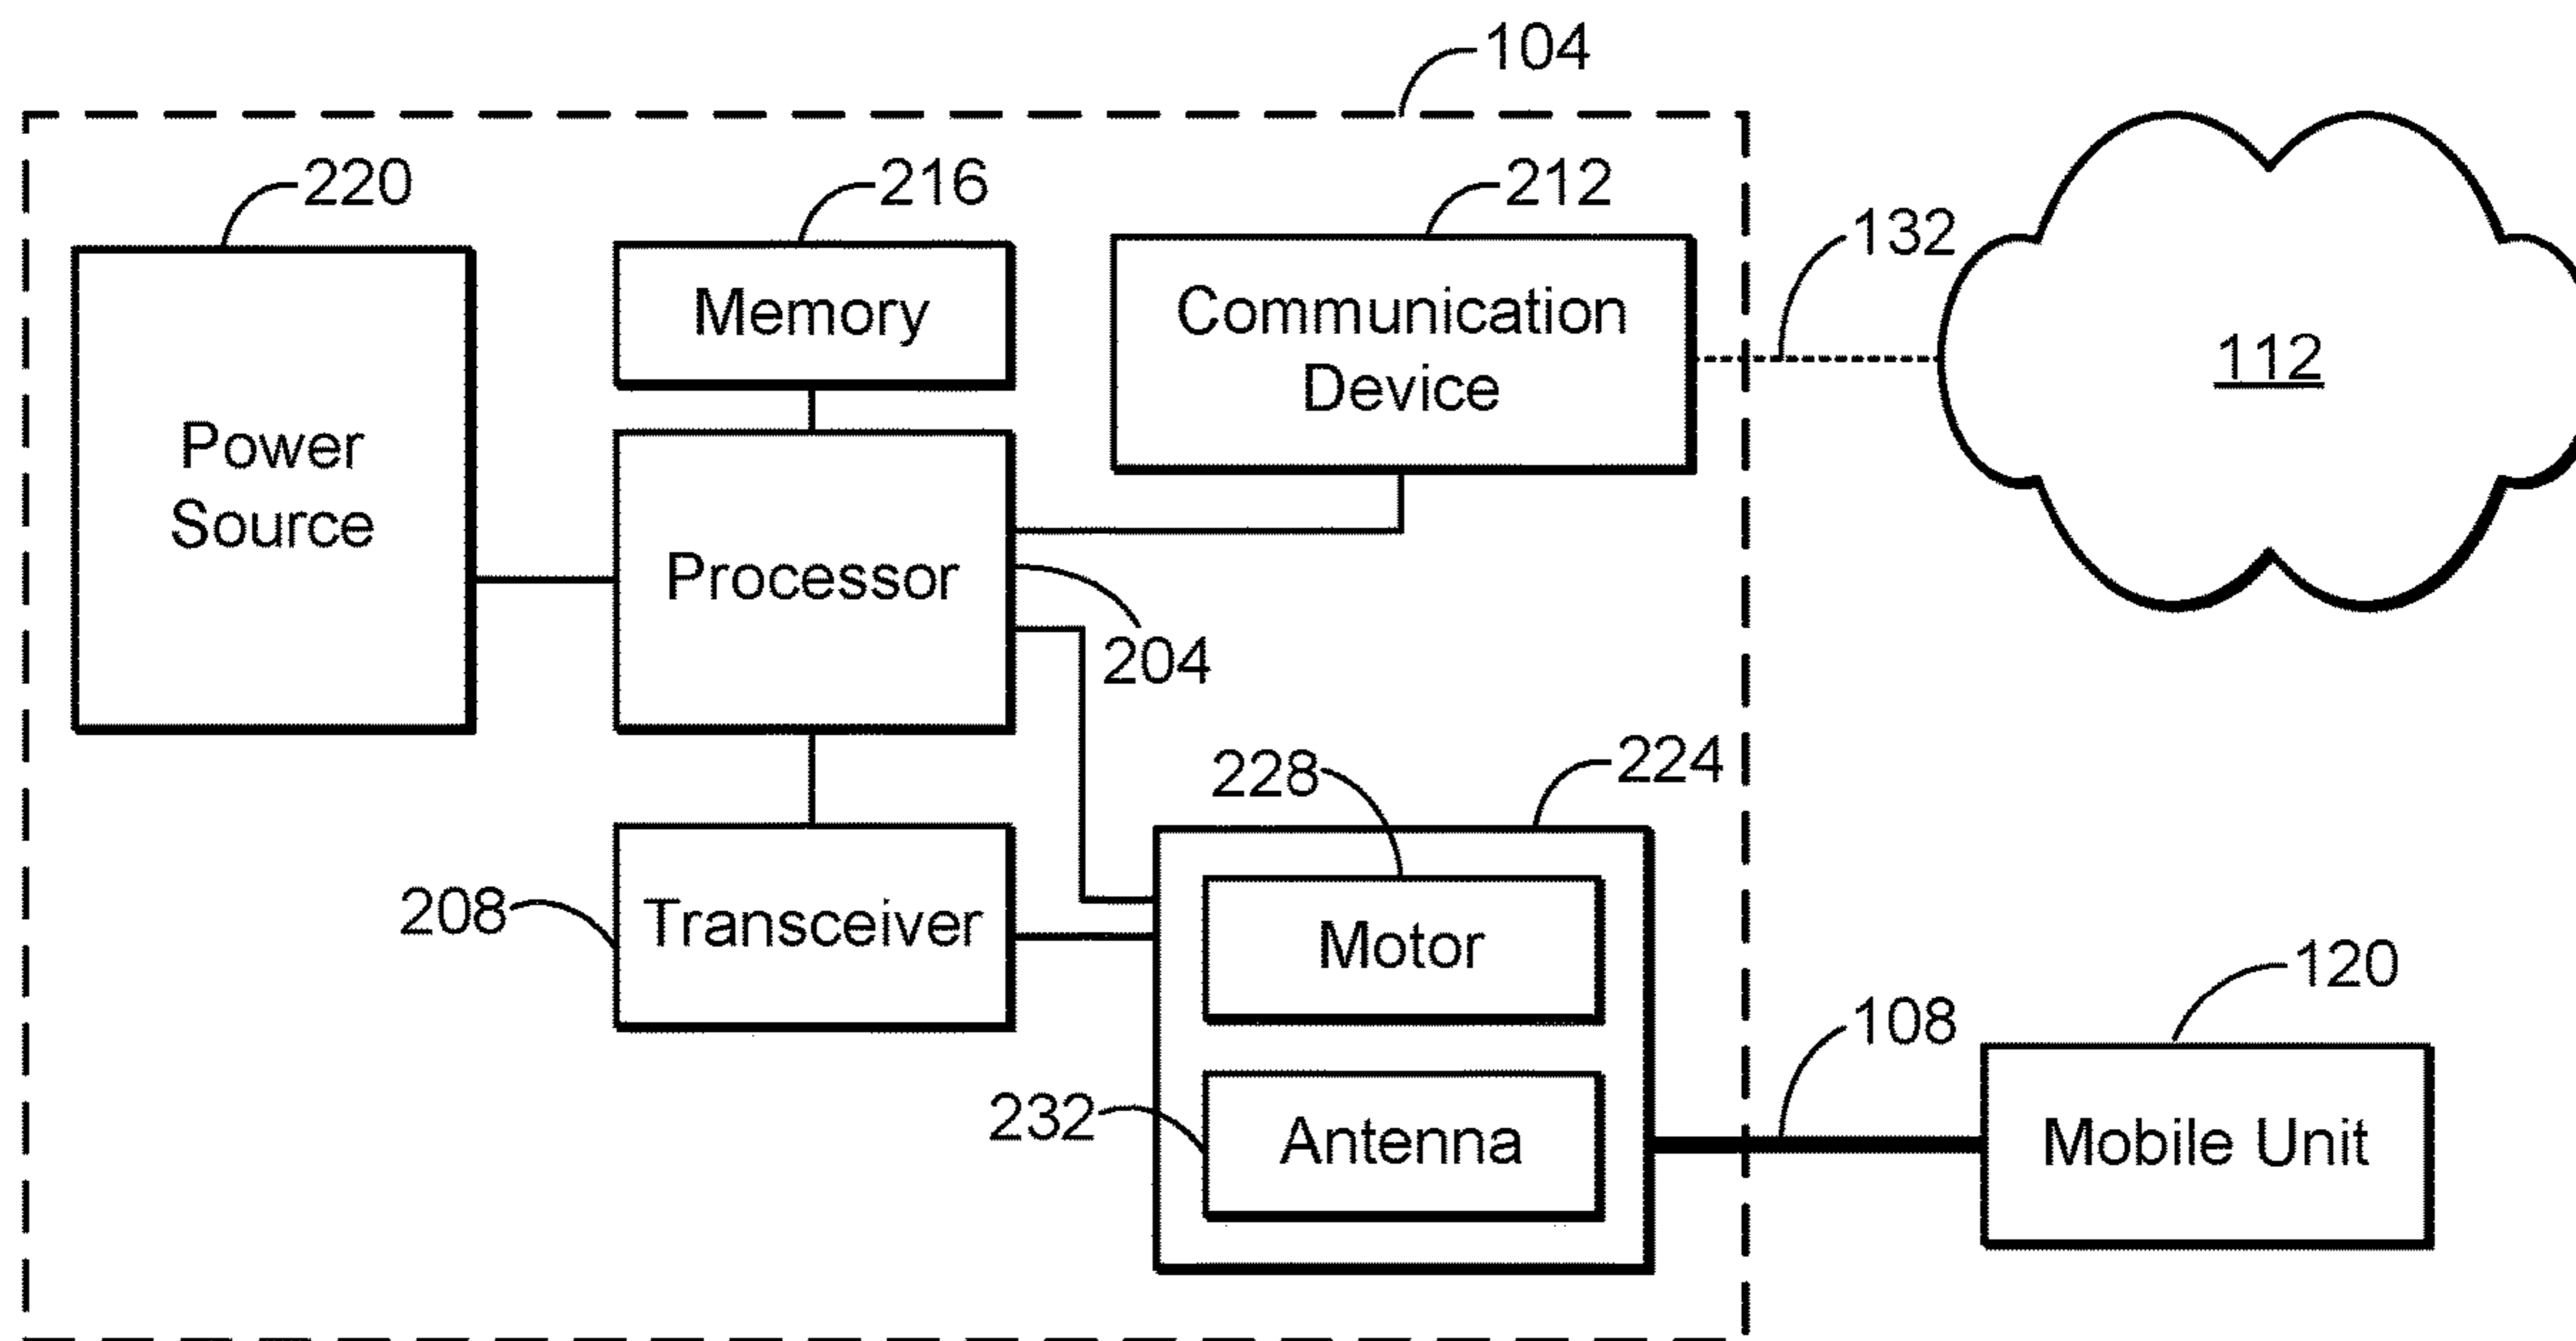 104
220
216
212
132
Memory
Communication
Device
112
Power
Source
Processor
204
228
224
208
Transceiver
Motor
120
108
232
Antenna
Mobile Unit